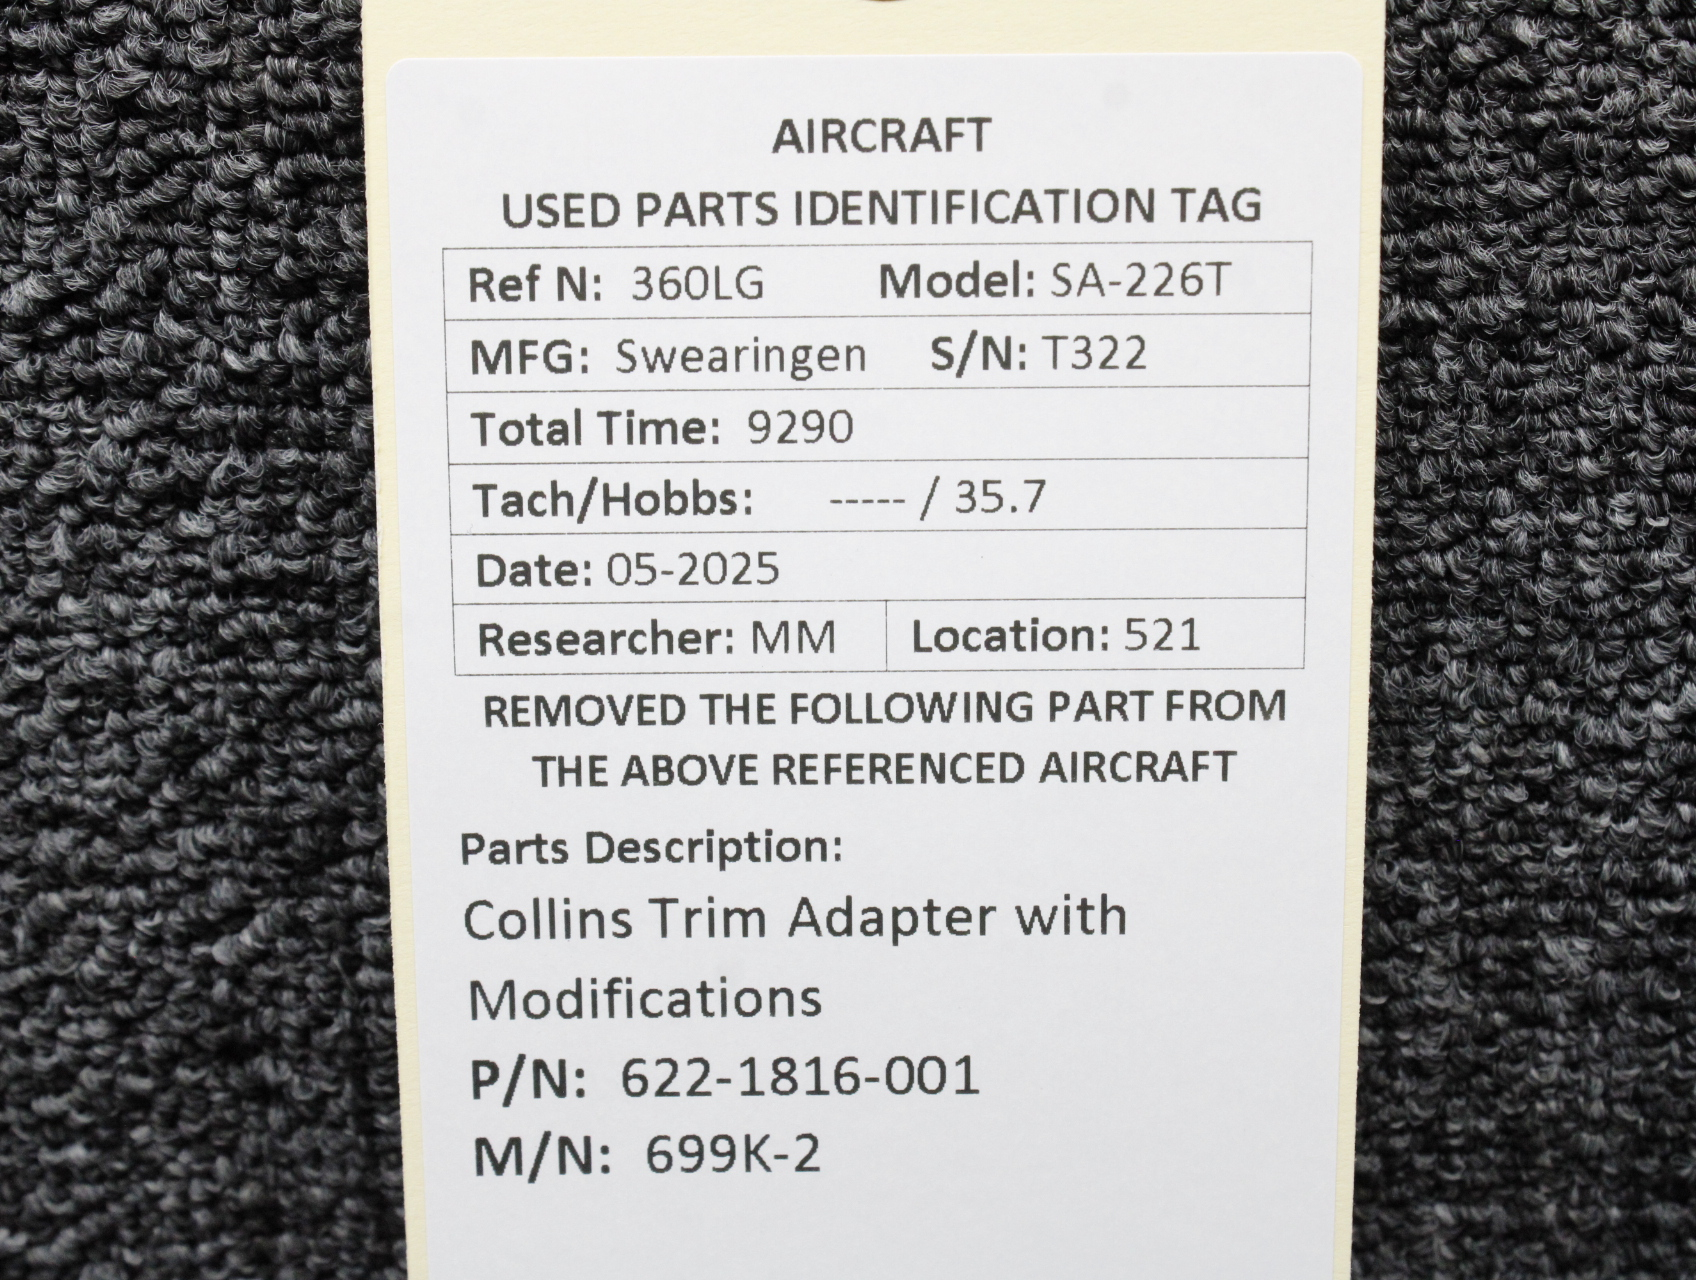 AIRCRAFT
USED PARTS IDENTIFICATION TAG
Ref N: 360LG Model: SA-226T
MFG: Swearingen S/N: T322
Total Time: 9290
Tach/Hobbs: ----- / 35.7
Date: 05-2025
Researcher: MM Location: 521
REMOVED THE FOLLOWING PART FROM
THE ABOVE REFERENCED AIRCRAFT
Parts Description:
Collins Trim Adapter with
Modifications
P/N: 622-1816-001
M/N: 699K-2